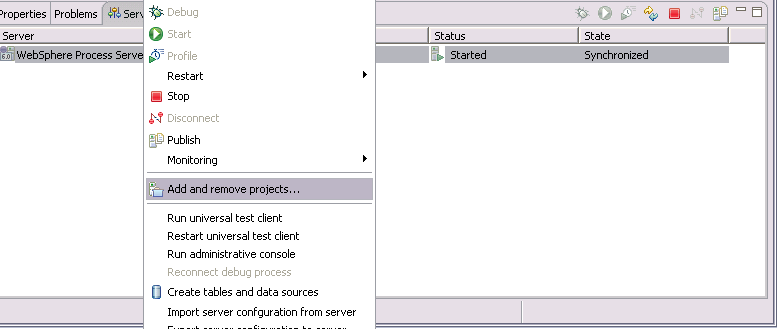 Properties Problems
Debug
Server
Status
State
Start
6.0 WebSphere Process Serve
Started
Synchronized
Profile
Restart
Stop
Disconnect
Publish
Monitoring
Add and remove projects...
Run universal test client
Restart universal test client
Run administrative console
Reconnect debug process
Create tables and data sources
Import server confguration from server